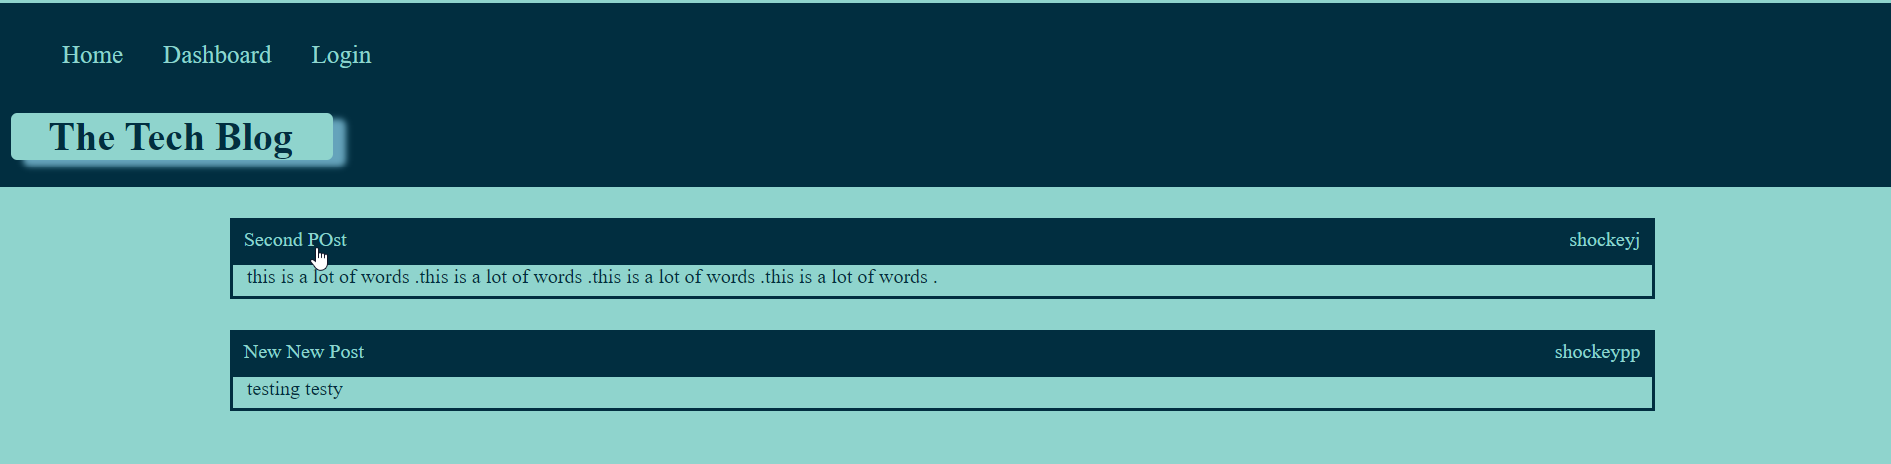 Home Dashboard Login
The Tech Blog
Second POst shockeyj
this is a lot of words .this is a lot of words .this is a lot of words .this is a lot of words .
New New Post shockeypp
testing testy